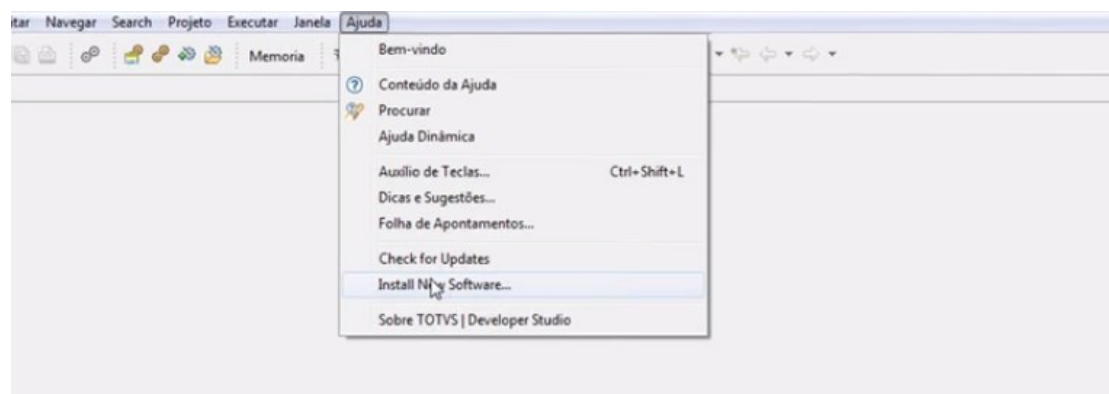 itar Navegar Search Projeto Executar Janela Ajuda
Memoria
Bem-vindo
Conteúdo da Ajuda
Procurar
Ajuda Dinâmica
Auxílio de Teclas... Ctrl+Shift+L
Dicas e Sugestões...
Folha de Apontamentos...
Check for Updates
Install New Software...
Sobre TOTVS | Developer Studio